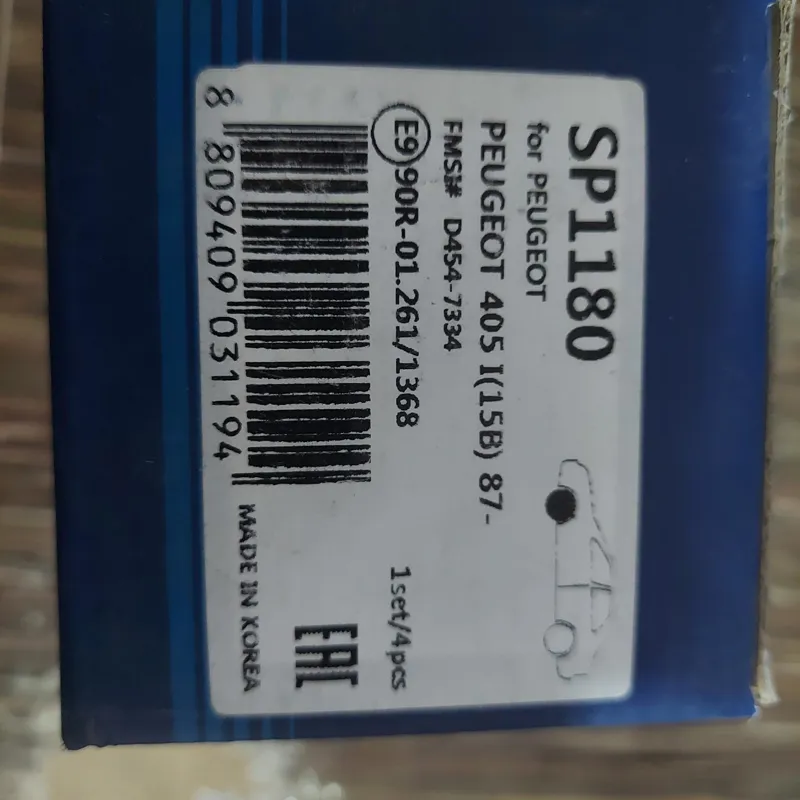 SP1180
for PEUGEOT
PEUGEOT 405 I(15B) 87-
FMSI# D454-7334
E9 90R-01.261/1368
1set/4pcs
8 809409 031194
MADE IN KOREA
EAC